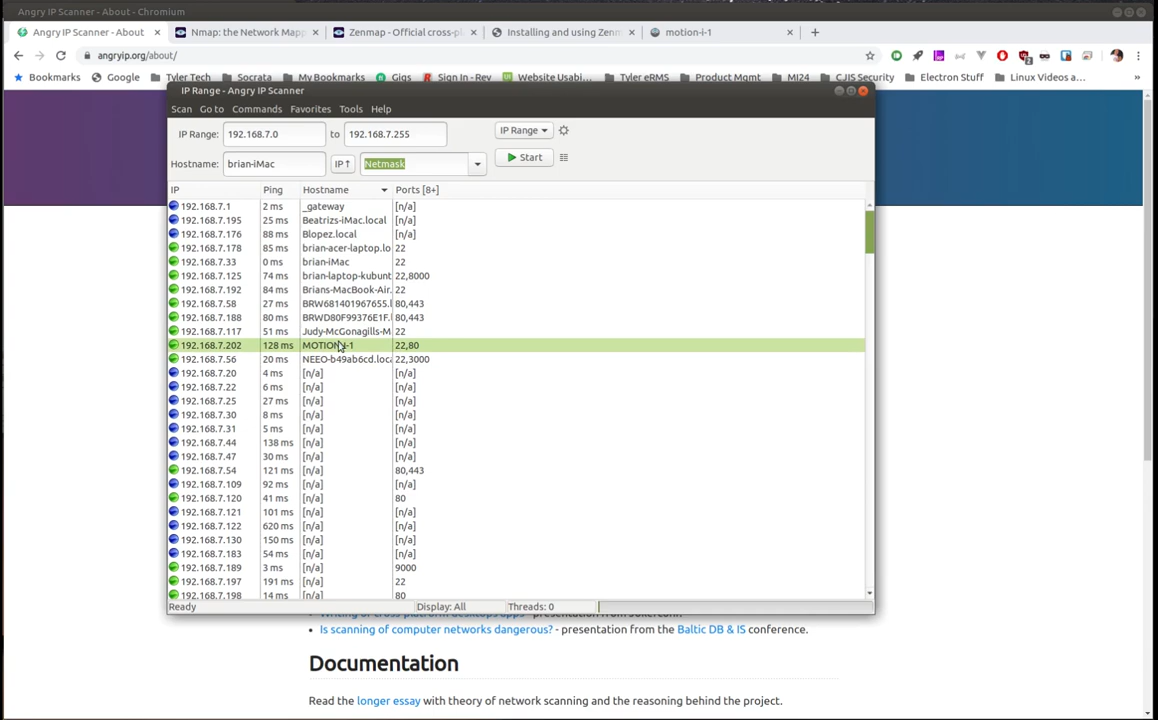 Angry IP Scanner - About - Chromium
Angry IP Scanner - About
Nmap: the Network Mapp
Zenmap - Official cross-pl
Installing and using Zenm
motion-i-1
angryip.org/about/
Bookmarks
Google
Tyler Tech
Socrata
My Bookmarks
Gigs
Sign In - Rev
Website Usabi...
Tyler eRMS
Product Mgmt
MI24
CJIS Security
Electron Stuff
Linux Videos a...
»
IP Range - Angry IP Scanner
Scan Go to Commands Favorites Tools Help
IP Range: 192.168.7.0 to 192.168.7.255 IP Range
Hostname: brian-iMac IP↑ Netmask Start
IP Ping Hostname Ports [8+]
192.168.7.1 2 ms _gateway [n/a]
192.168.7.195 25 ms Beatrizs-iMac.local [n/a]
192.168.7.176 88 ms Blopez.local [n/a]
192.168.7.178 85 ms brian-acer-laptop.lo 22
192.168.7.33 0 ms brian-iMac 22
192.168.7.125 74 ms brian-laptop-kubunt 22,8000
192.168.7.192 84 ms Brians-MacBook-Air. 22
192.168.7.58 27 ms BRW681401967655.l 80,443
192.168.7.188 80 ms BRWD80F99376E1F.l 80,443
192.168.7.117 51 ms Judy-McGonagills-M 22
192.168.7.202 128 ms MOTION-I-1 22,80
192.168.7.56 20 ms NEEO-b49ab6cd.loca 22,3000
192.168.7.20 4 ms [n/a] [n/a]
192.168.7.22 6 ms [n/a] [n/a]
192.168.7.25 27 ms [n/a] [n/a]
192.168.7.30 8 ms [n/a] [n/a]
192.168.7.31 5 ms [n/a] [n/a]
192.168.7.44 138 ms [n/a] [n/a]
192.168.7.47 30 ms [n/a] [n/a]
192.168.7.54 121 ms [n/a] 80,443
192.168.7.109 92 ms [n/a] [n/a]
192.168.7.120 41 ms [n/a] 80
192.168.7.121 101 ms [n/a] [n/a]
192.168.7.122 620 ms [n/a] [n/a]
192.168.7.130 150 ms [n/a] [n/a]
192.168.7.183 54 ms [n/a] [n/a]
192.168.7.189 3 ms [n/a] 9000
192.168.7.197 191 ms [n/a] 22
192.168.7.198 14 ms [n/a] 80
Ready Display: All Threads: 0
Is scanning of computer networks dangerous? - presentation from the Baltic DB & IS conference.
Documentation
Read the longer essay with theory of network scanning and the reasoning behind the project.